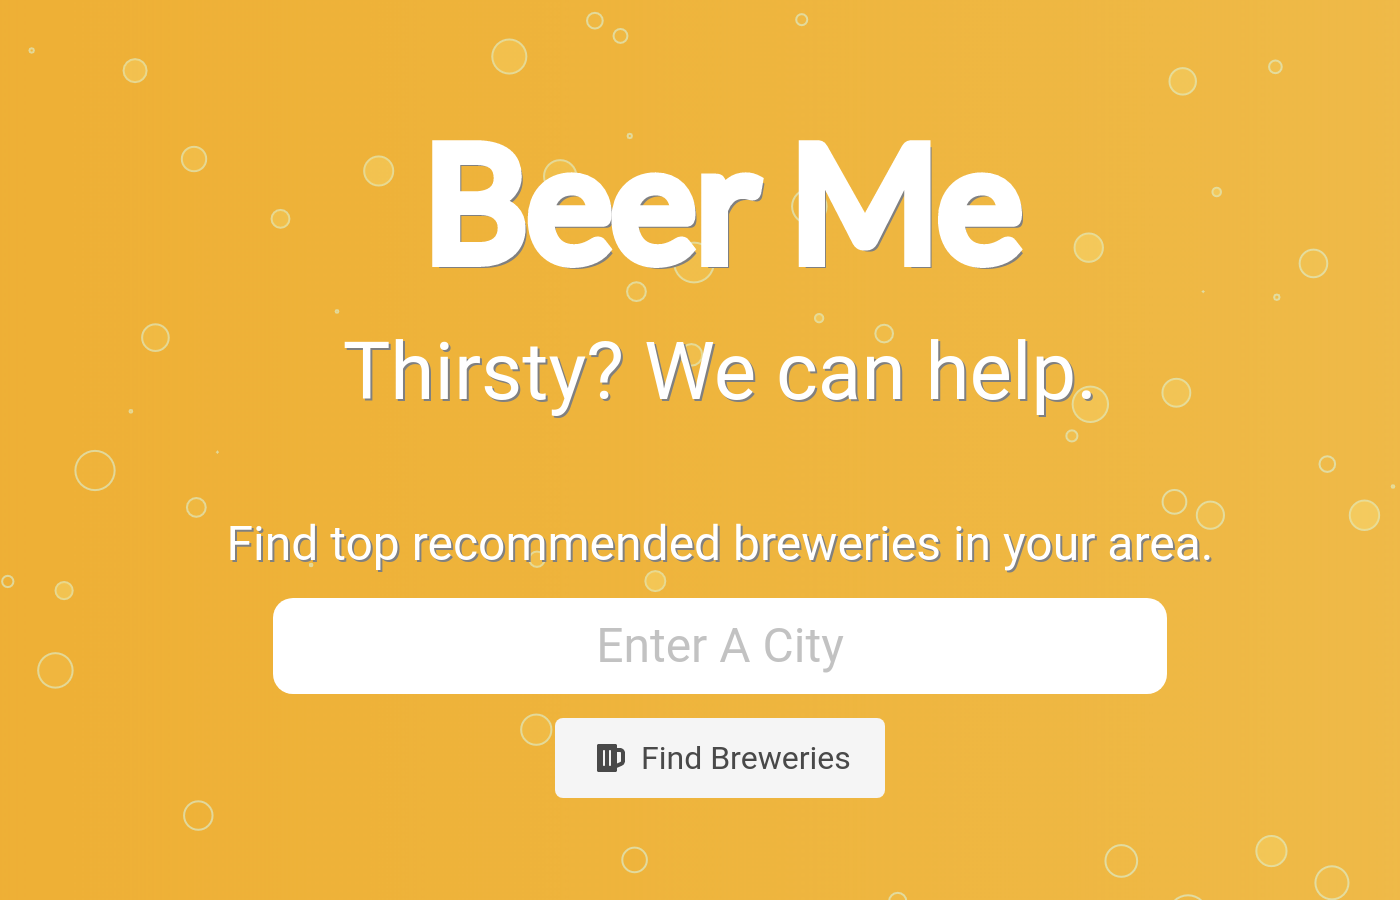 Beer Me
Thirsty? We can help.
Find top recommended breweries in your area.
Enter A City
Find Breweries